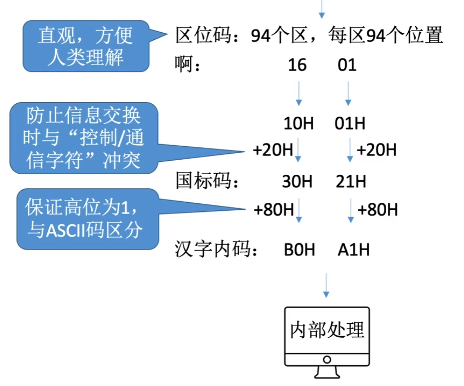 直观，方便
人类理解
区位码：94个区，每区94个位置
啊： 16 01
防止信息交换
时与“控制/通
信字符”冲突
10H 01H
+20H +20H
国标码： 30H 21H
保证高位为1，
与ASCII码区分
+80H +80H
汉字内码： B0H A1H
内部处理